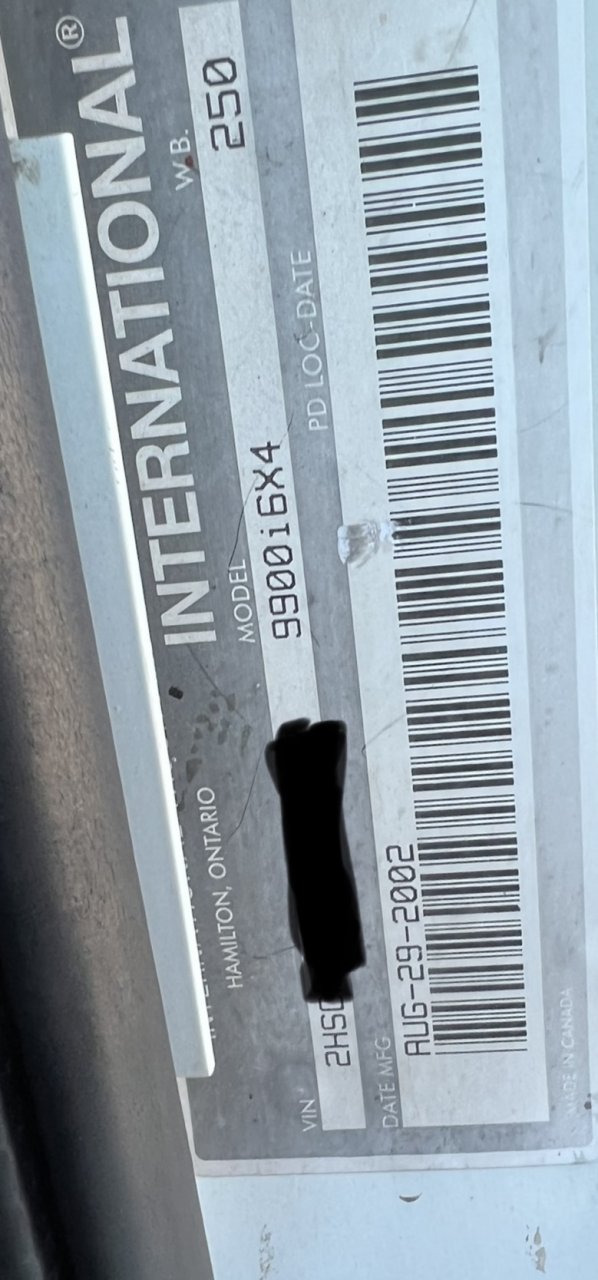 INTERNATIONAL®
HAMILTON, ONTARIO
MODEL W.B.
VIN
2HSC 9900i6X4 250
DATE MFG PD LOC-DATE
AUG-29-2002
MADE IN CANADA